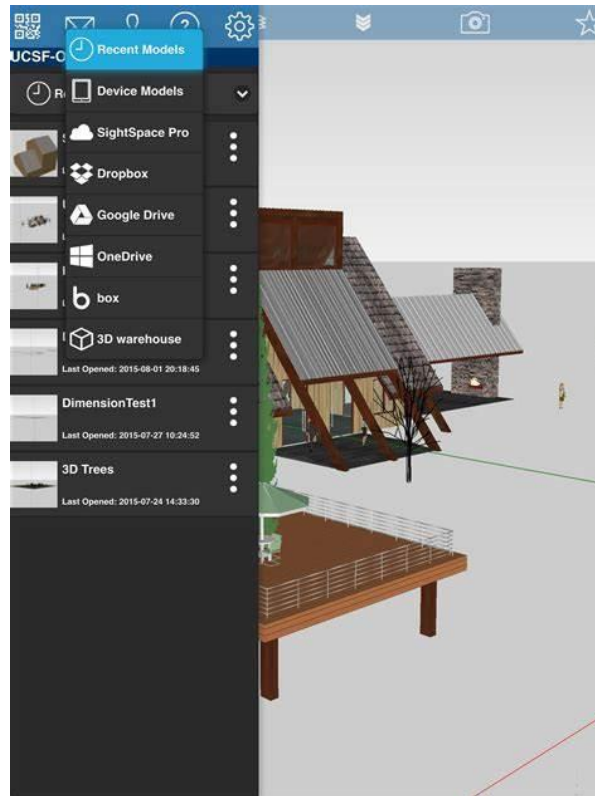 UCSF-O
Recent Models
Device Models
SightSpace Pro
Dropbox
Google Drive
OneDrive
box
3D warehouse
Last Opened: 2015-08-01 20:18:45
DimensionTest1
Last Opened: 2015-07-27 10:24:52
3D Trees
Last Opened: 2015-07-24 14:33:30